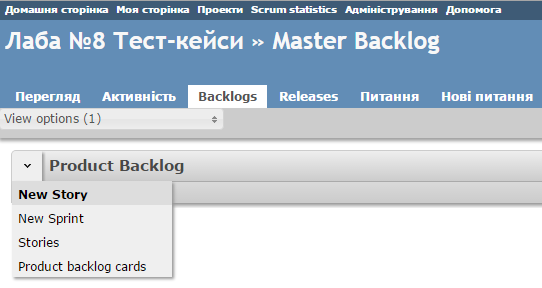 Домашня сторінка Моя сторінка Проекти Scrum statistics Адміністрування Допомога
Лаба №8 Тест-кейси » Master Backlog
Перегляд Активність Backlogs Releases Питання Нові питання
View options (1)
Product Backlog
New Story
New Sprint
Stories
Product backlog cards